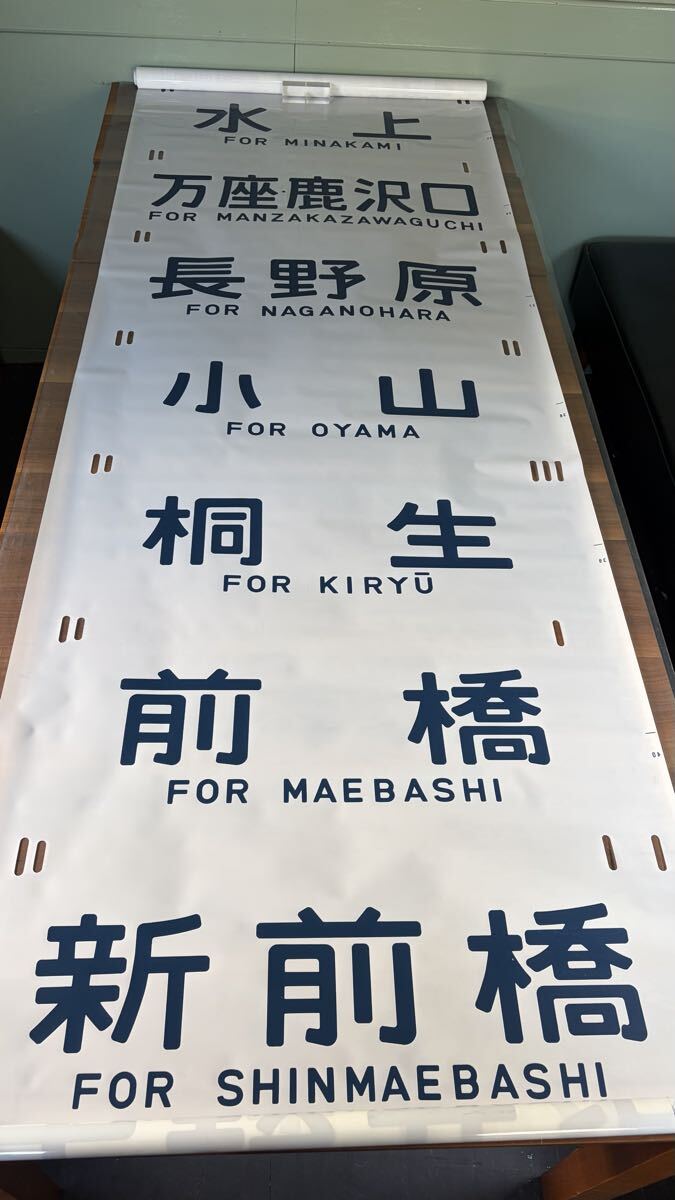 水上
FOR MINAKAMI
万座鹿沢口
FOR MANZAKAZAWAGUCHI
長野原
FOR NAGANOHARA
小山
FOR OYAMA
桐生
FOR KIRYŪ
前橋
FOR MAEBASHI
新前橋
FOR SHINMAEBASHI